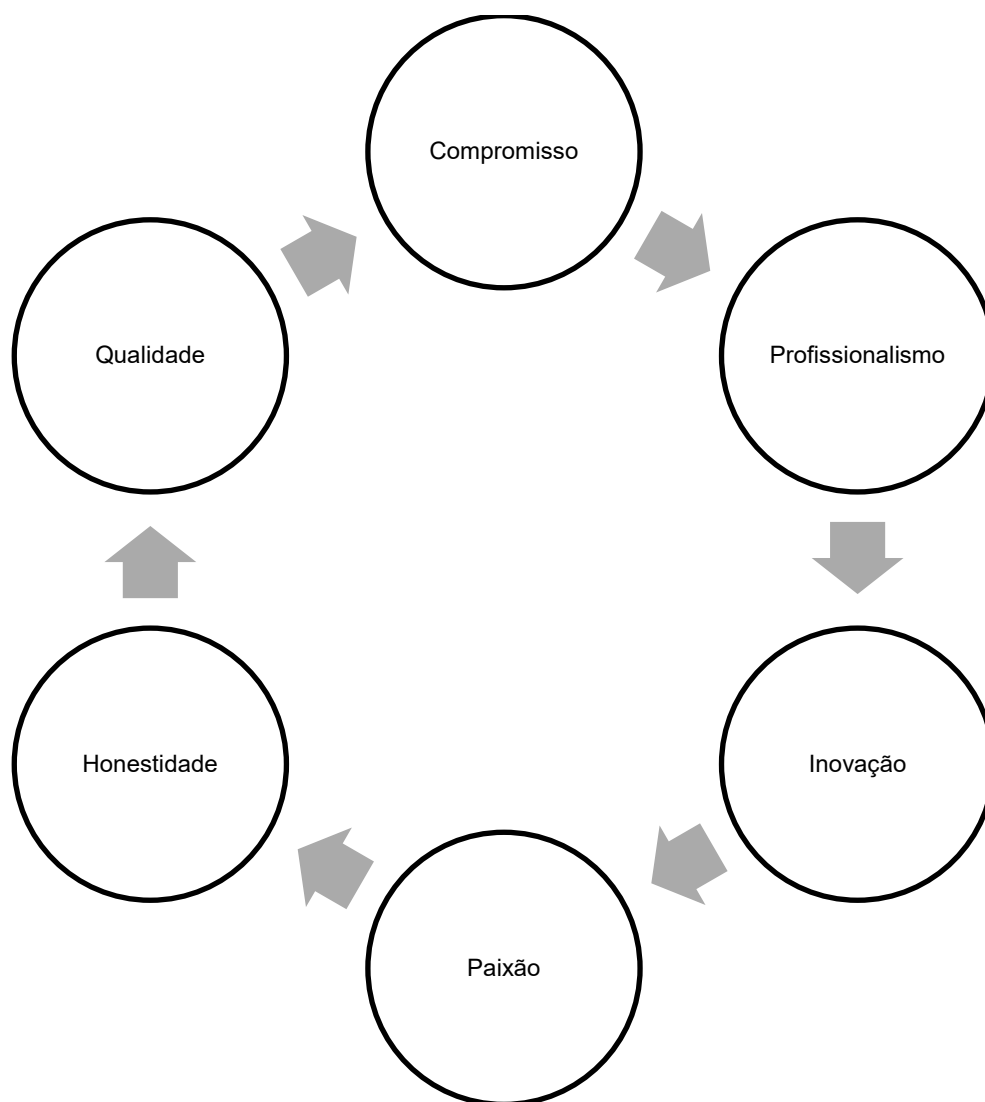 Compromisso
Profissionalismo
Inovação
Paixão
Honestidade
Qualidade